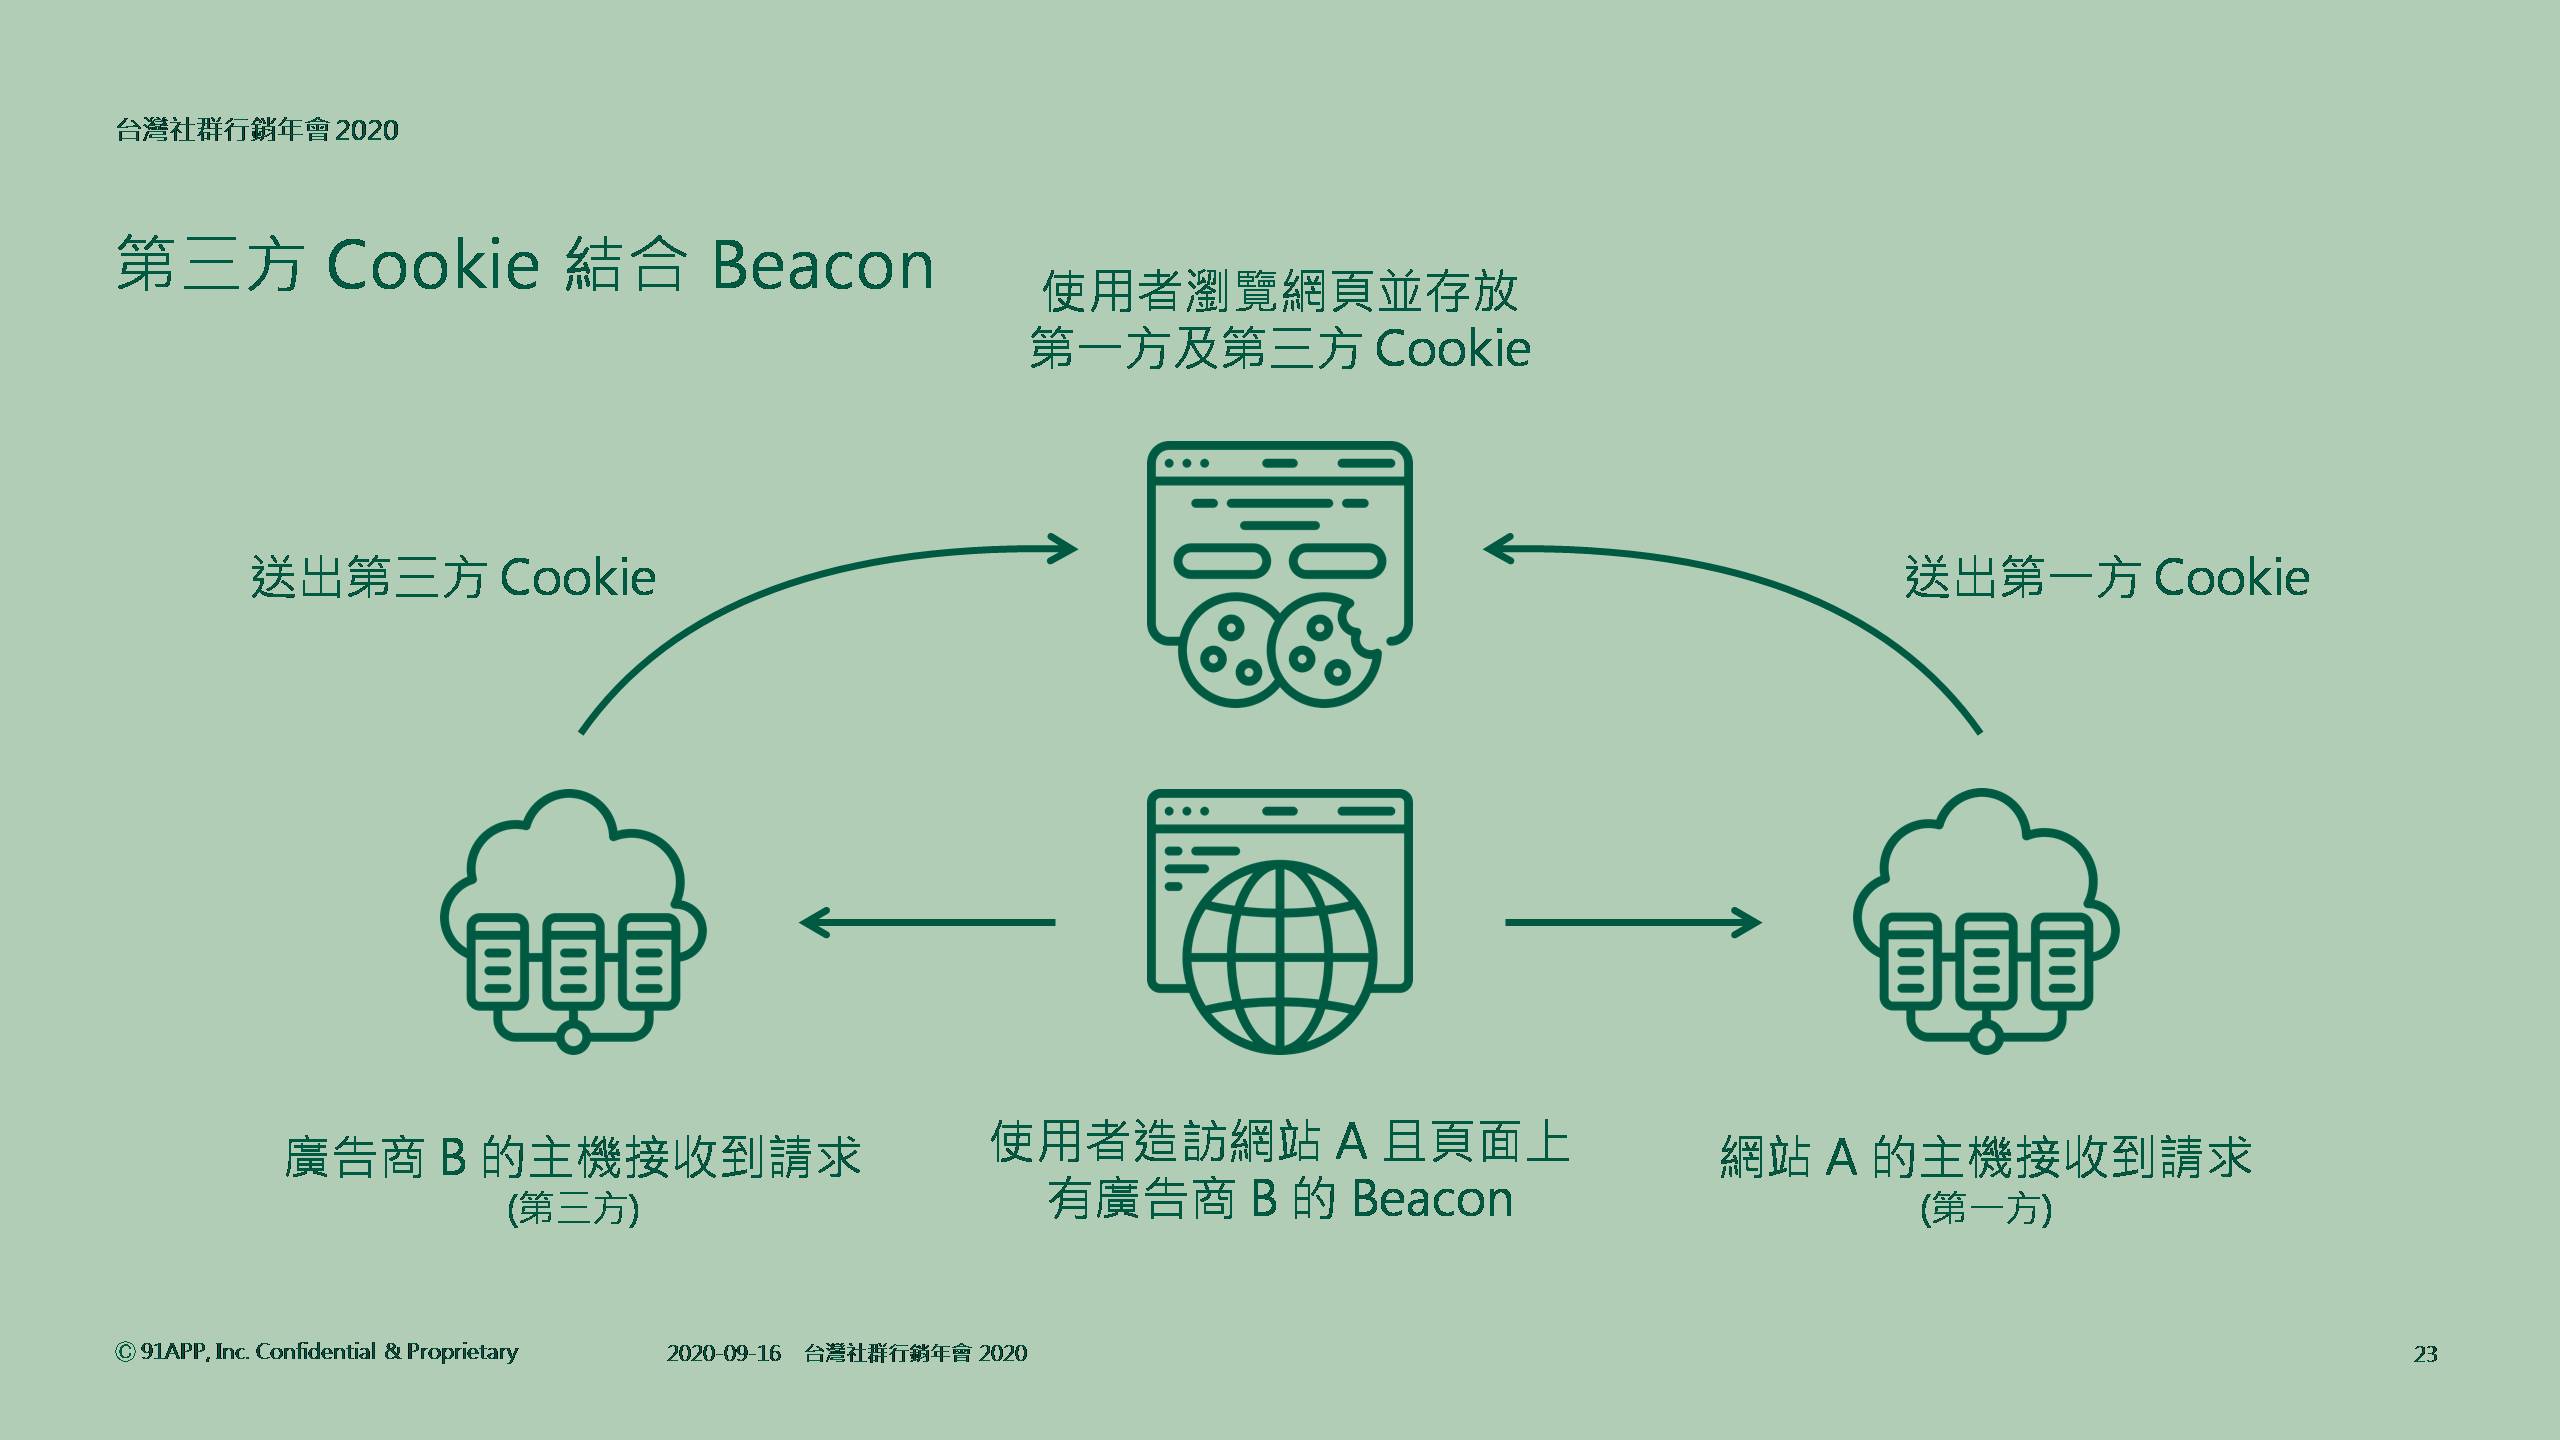 台灣社群行銷年會 2020
第三方 Cookie 結合 Beacon
使用者瀏覽網頁並存放
第一方及第三方 Cookie
送出第三方 Cookie
送出第一方 Cookie
廣告商 B 的主機接收到請求
(第三方)
使用者造訪網站 A 且頁面上
有廣告商 B 的 Beacon
網站 A 的主機接收到請求
(第一方)
© 91APP, Inc. Confidential & Proprietary
2020-09-16 台灣社群行銷年會 2020
23